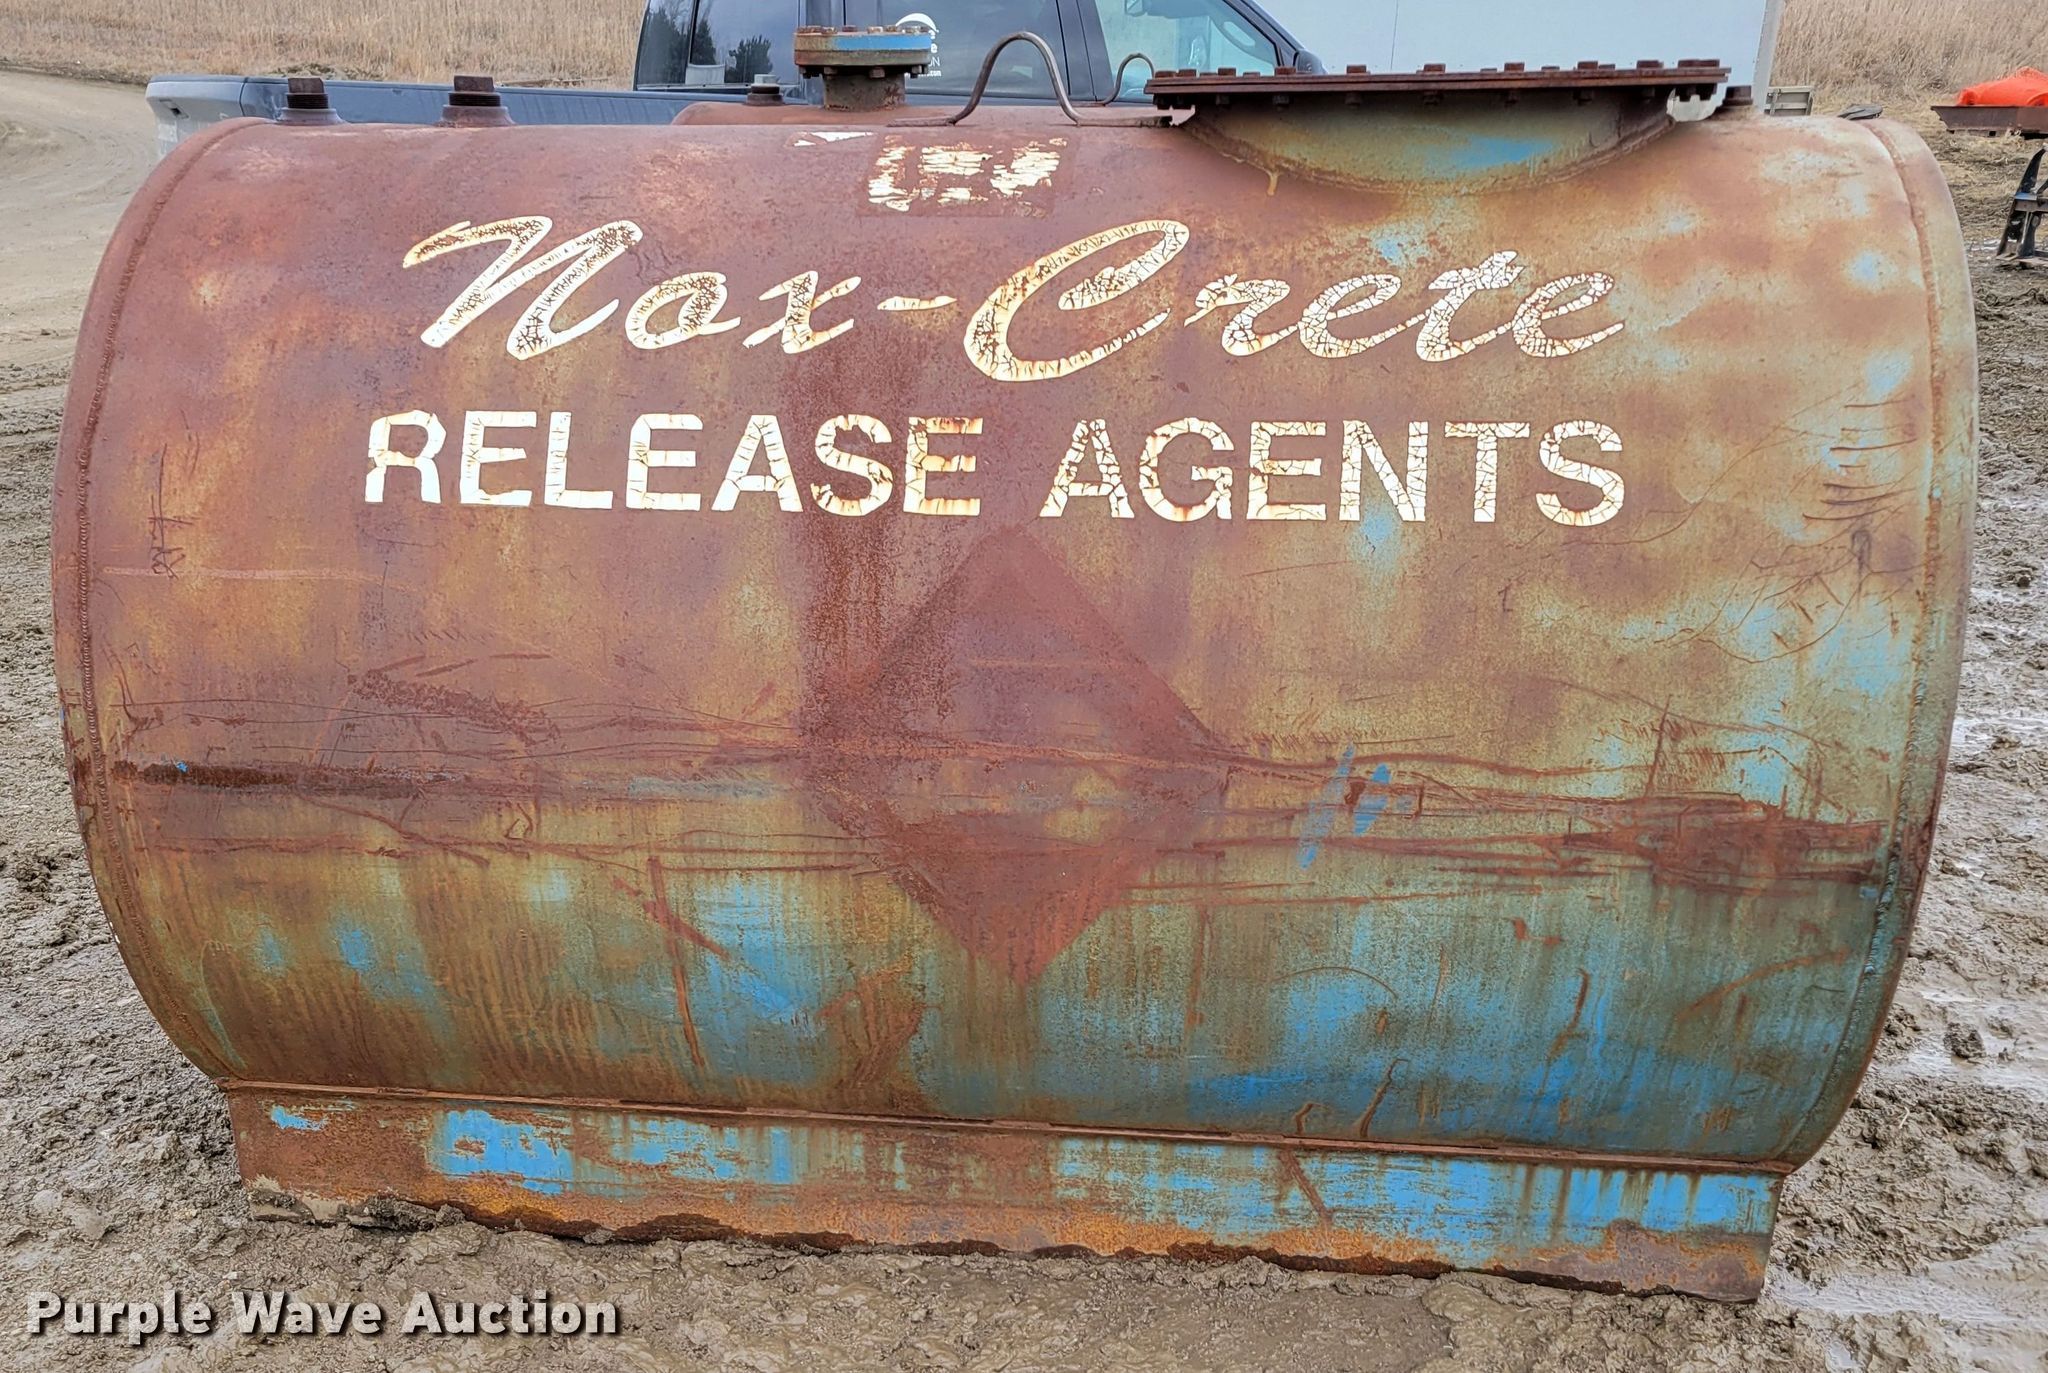 Nox-Crete
RELEASE AGENTS
Purple Wave Auction